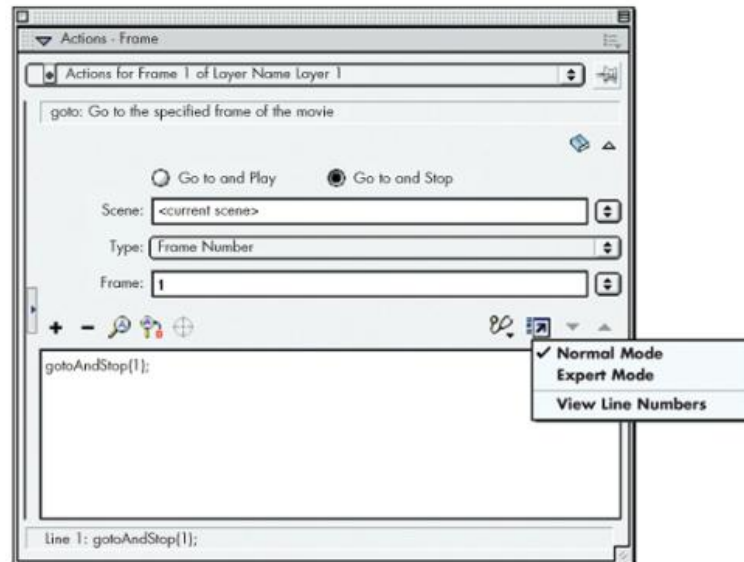 Actions - Frame
Actions for Frame 1 of Layer Name Layer 1
goto: Go to the specified frame of the movie
Go to and Play Go to and Stop
Scene: <current scene>
Type: Frame Number
Frame: 1
gotoAndStop(1);
Normal Mode
Expert Mode
View Line Numbers
Line 1: gotoAndStop(1);